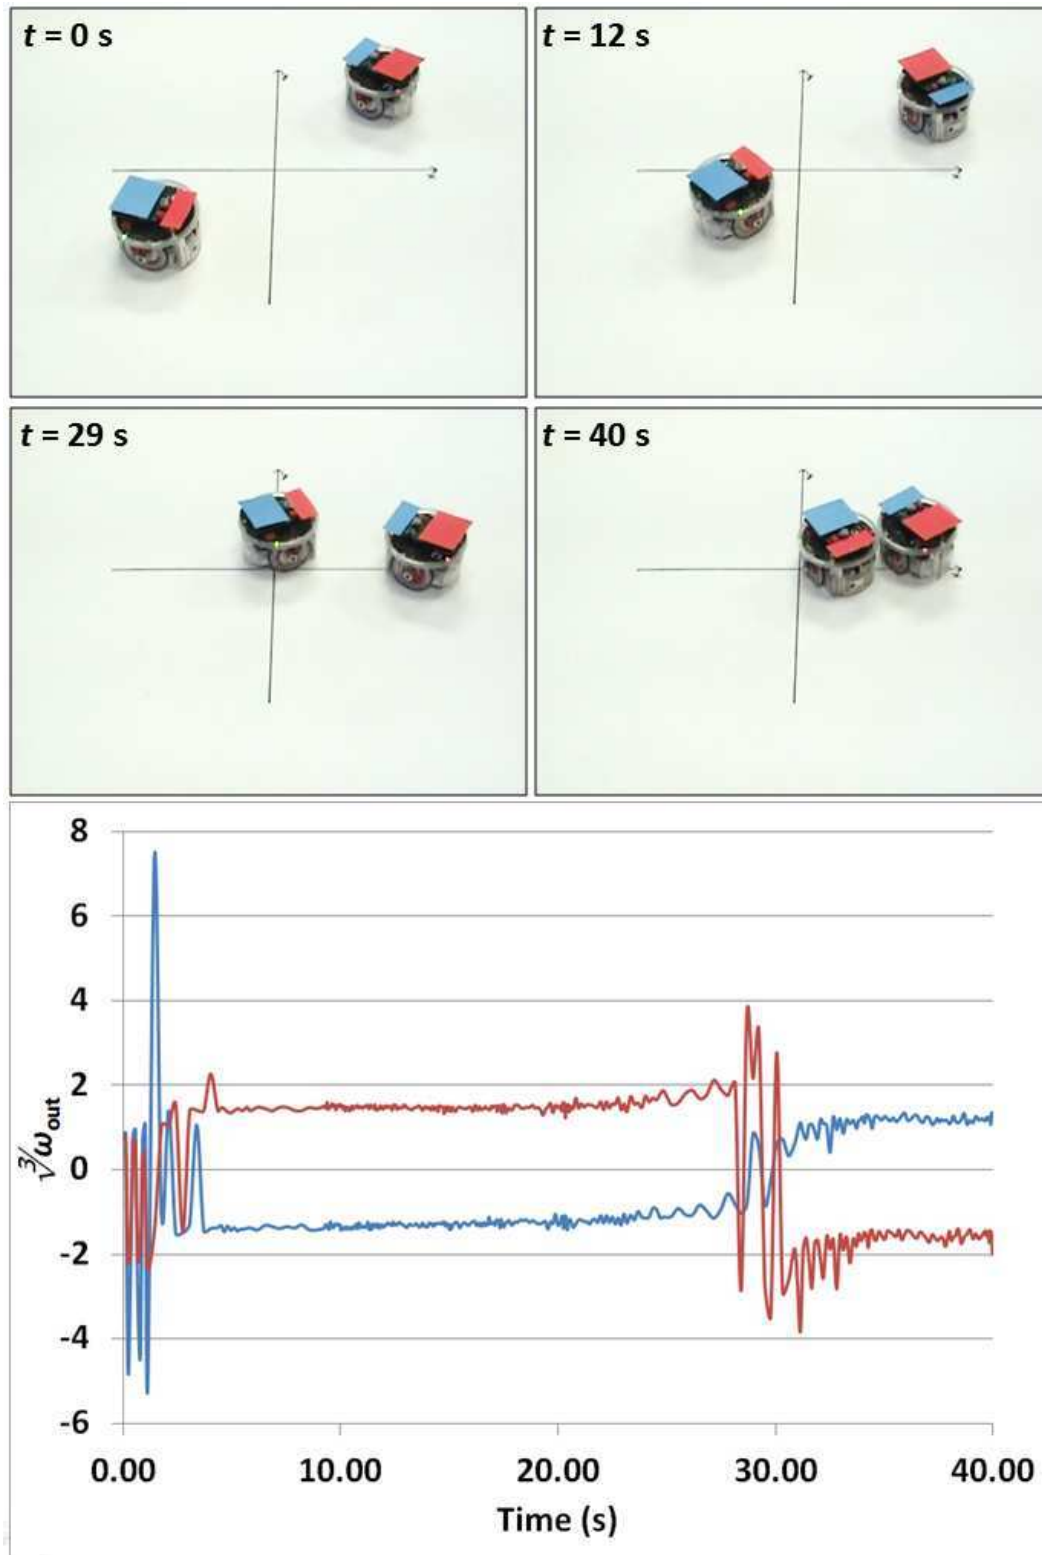 t = 0 s
t = 12 s
t = 29 s
t = 40 s
8
6
4
2
0
-2
-4
-6
∛ω_out
0.00 10.00 20.00 30.00 40.00
Time (s)